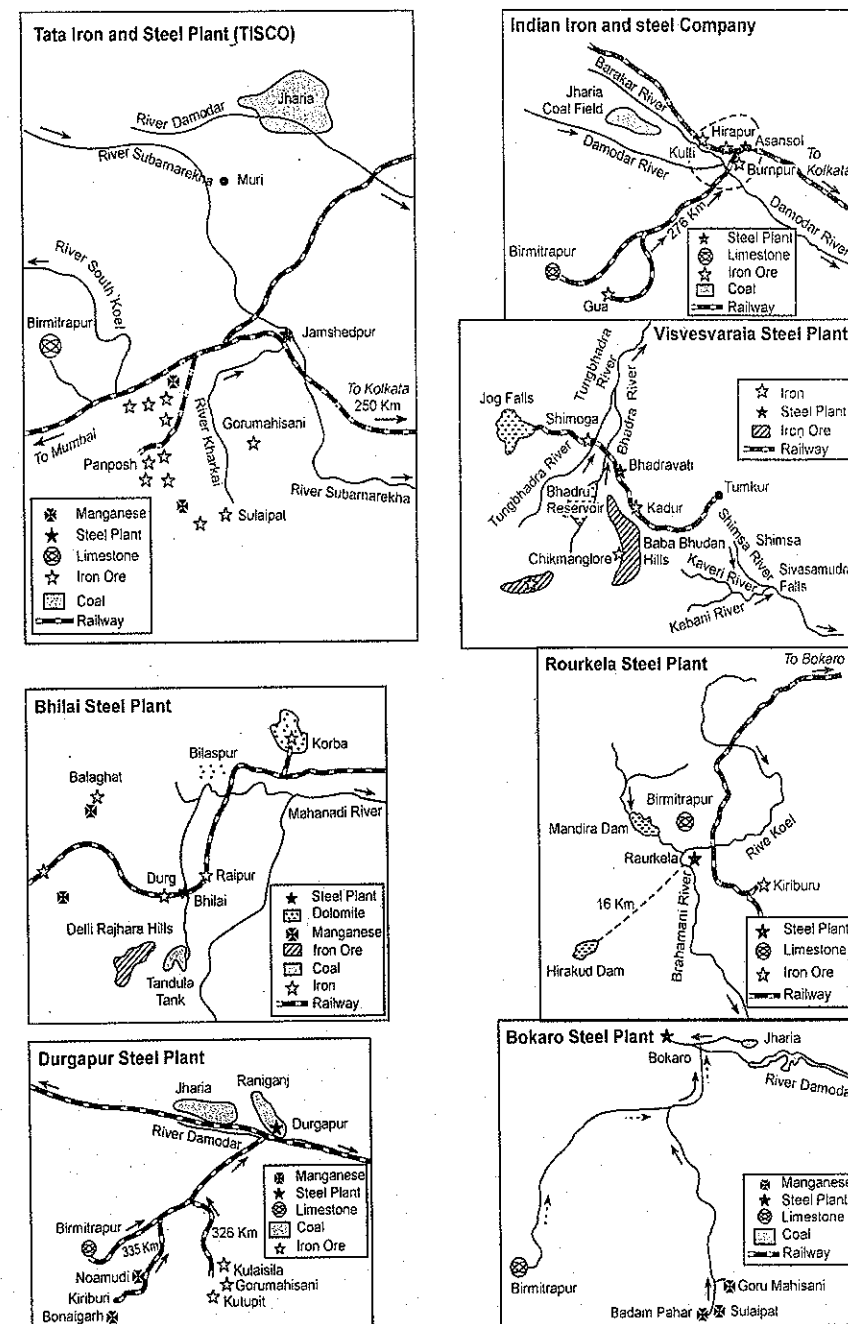 Tata Iron and Steel Plant (TISCO)
Jharia
River Damodar
River Subarnarekha
Muri
River South Koel
Birmitrapur
Jamshedpur
To Kolkata
250 Km
To Mumbai
River Kharkai
Gorumahisani
Panposh
River Subarnarekha
Sulaipat
Manganese
Steel Plant
Limestone
Iron Ore
Coal
Railway
Indian Iron and steel Company
Barakar River
Jharia
Coal Field
Hirapur
Asansol
Kulti
To
Kolkata
Damodar River
Burnpur
Damodar River
276 Km
Birmitrapur
Gua
Steel Plant
Limestone
Iron Ore
Coal
Railway
Visvesvaraia Steel Plant
Tungbhadra
River
Bhadra River
Jog Falls
Shimoga
Bhadravati
Tungbhadra River
Bhadru
Reservoir
Kadur
Tumkur
Baba Bhudan
Hills
Chikmanglore
Shimsa River
Shimsa
Sivasamudra
Falls
Kaveri River
Kabani River
Iron
Steel Plant
Iron Ore
Railway
Bhilai Steel Plant
Korba
Bilaspur
Balaghat
Mahanadi River
Durg
Raipur
Bhilai
Delli Rajhara Hills
Tandula
Tank
Steel Plant
Dolomite
Manganese
Iron Ore
Coal
Iron
Railway
Rourkela Steel Plant
To Bokaro
Birmitrapur
Mandira Dam
Rive Koel
Raurkela
Kiriburu
16 Km
Brahamani River
Hirakud Dam
Steel Plant
Limestone
Iron Ore
Railway
Durgapur Steel Plant
Jharia
Raniganj
Durgapur
River Damodar
Birmitrapur
335 Km
326 Km
Noamudi
Kulaisila
Gorumahisani
Kutupit
Kiriburi
Bonaigarh
Manganese
Steel Plant
Limestone
Coal
Iron Ore
Bokaro Steel Plant
Jharia
Bokaro
River Damodar
Birmitrapur
Goru Mahisani
Badam Pahar
Sulaipat
Manganese
Steel Plant
Limestone
Coal
Railway